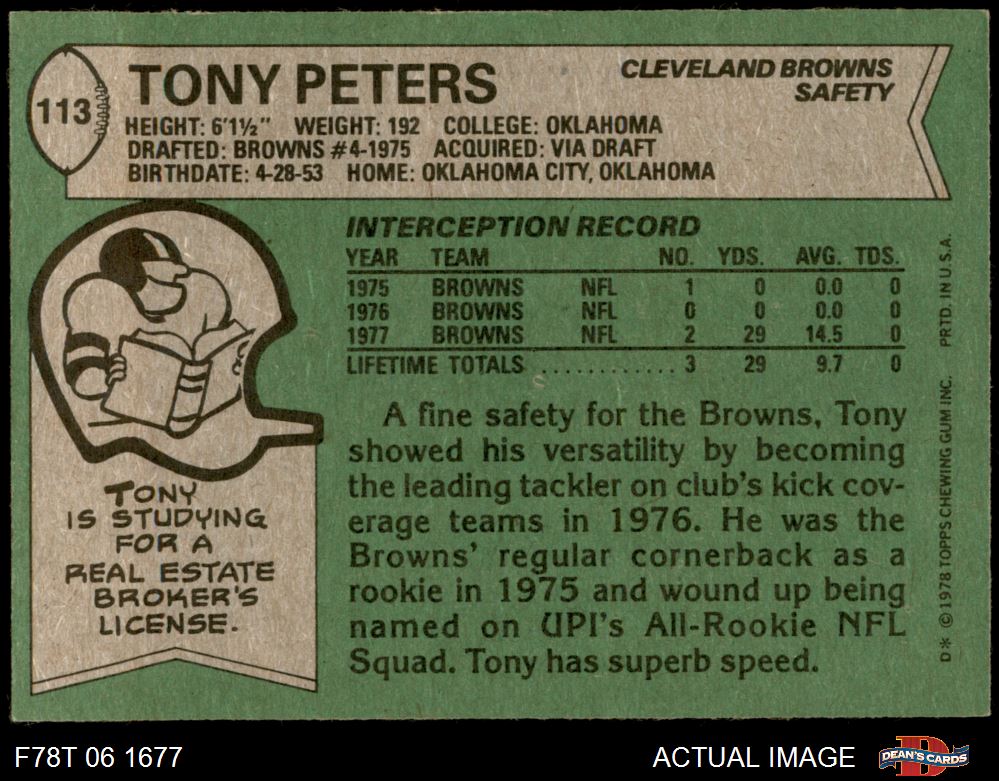 113
TONY PETERS
CLEVELAND BROWNS
SAFETY
HEIGHT: 6'1½" WEIGHT: 192 COLLEGE: OKLAHOMA
DRAFTED: BROWNS #4-1975 ACQUIRED: VIA DRAFT
BIRTHDATE: 4-28-53 HOME: OKLAHOMA CITY, OKLAHOMA
INTERCEPTION RECORD
YEAR TEAM NO. YDS. AVG. TDS.
1975 BROWNS NFL 1 0 0.0 0
1976 BROWNS NFL 0 0 0.0 0
1977 BROWNS NFL 2 29 14.5 0
LIFETIME TOTALS ............ 3 29 9.7 0
A fine safety for the Browns, Tony
showed his versatility by becoming
the leading tackler on club's kick cov-
erage teams in 1976. He was the
Browns' regular cornerback as a
rookie in 1975 and wound up being
named on UPI's All-Rookie NFL
Squad. Tony has superb speed.
TONY
IS STUDYING
FOR A
REAL ESTATE
BROKER'S
LICENSE.
D* ©1978 TOPPS CHEWING GUM INC. PRTD. IN U.S.A.
F78T 06 1677
ACTUAL IMAGE
DEAN'S CARDS